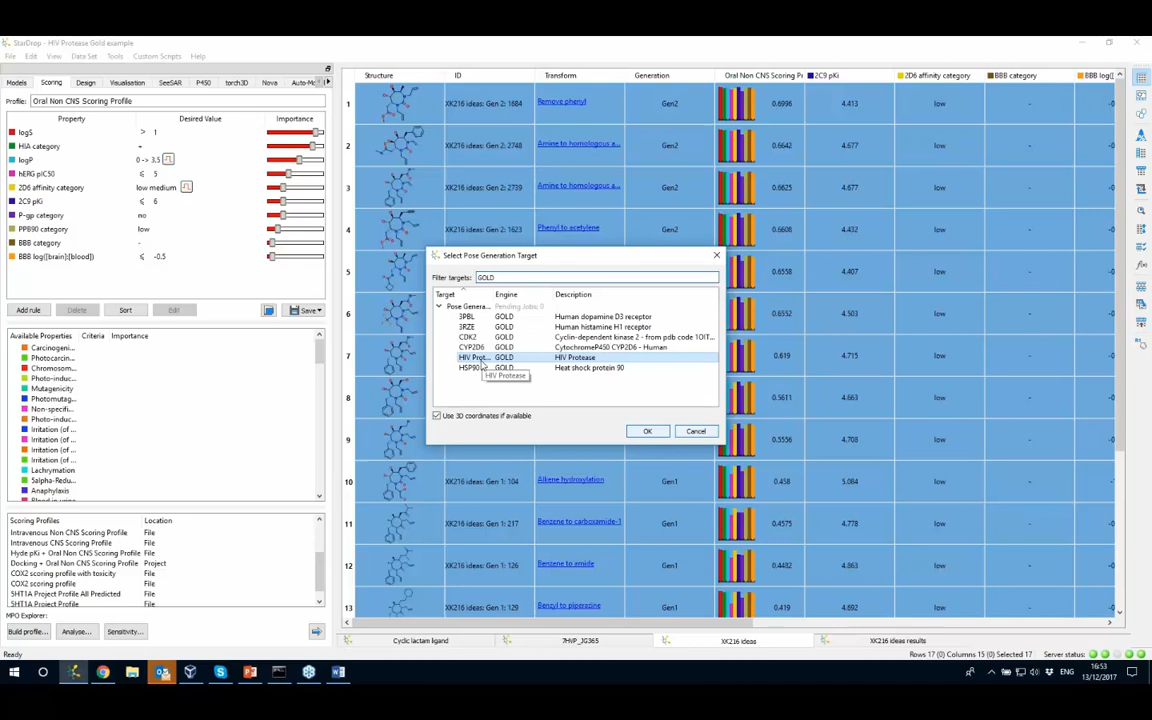 StarDrop - HIV Protease Gold example
File Edit View Data Set Tools Custom Scripts Help
Models Scoring Design Visualisation SeeSAR P450 torch3D Nova Auto-Mo
Profile: Oral Non CNS Scoring Profile
Property Desired Value Importance
logS > 1
HIA category +
logP 0 -> 3.5
hERG pIC50 ≤ 5
2D6 affinity category low medium
2C9 pKi ≤ 6
P-gp category no
PPB90 category low
BBB category -
BBB log([brain]:[blood]) ≤ -0.5
Add rule Delete Sort Edit Save
Available Properties Criteria Importance
Carcinogeni...
Photocarcin...
Chromosom...
Photo-induc...
Mutagenicity
Photomutag...
Non-specifi...
Photo-induc...
Irritation (of ...
Irritation (of ...
Irritation (of ...
Irritation (of ...
Lachrymation
5alpha-Redu...
Anaphylaxis
Scoring Profiles Location
Intravenous Non CNS Scoring Profile File
Intravenous CNS Scoring Profile File
Hyde pKi + Oral Non CNS Scoring Profile File
Docking + Oral Non CNS Scoring Profile Project
COX2 scoring profile with toxicity File
COX2 scoring profile File
5HT1A Project Profile All Predicted File
5HT1A Project Profile File
MPO Explorer:
Build profile... Analyse... Sensitivity...
Structure ID Transform Generation Oral Non CNS Scoring Pr 2C9 pKi 2D6 affinity category BBB category BBB log([
1 XK216 ideas: Gen 2: 1684 Remove phenyl Gen2 0.6996 4.413 low - -0
2 XK216 ideas: Gen 2: 2748 Amine to homologous a... Gen2 0.6642 4.677 low -
3 XK216 ideas: Gen 2: 2739 Amine to homologous a... Gen2 0.6625 4.677 low -
4 XK216 ideas: Gen 2: 1623 Phenyl to acetylene Gen2 0.6608 4.432 low -
5 0.6558 4.407 low -
6 0.6313 4.558 low -
7 0.619 4.715 low -
8 0.5611 4.663 low -
9 0.5556 4.708 low -
10 XK216 ideas: Gen 1: 104 Alkene hydroxylation Gen1 0.458 5.084 low - -0
11 XK216 ideas: Gen 1: 217 Benzene to carboxamide-1 Gen1 0.4575 4.778 low -
12 XK216 ideas: Gen 1: 126 Benzene to amide Gen1 0.4482 4.863 low - -0
13 XK216 ideas: Gen 1: 129 Benzyl to piperazine Gen1 0.419 4.692 low - -0
Select Pose Generation Target
Filter targets: GOLD
Target Engine Description
Pose Genera... Pending Jobs: 0
3PBL GOLD Human dopamine D3 receptor
3RZE GOLD Human histamine H1 receptor
CDK2 GOLD Cyclin-dependent kinase 2 - from pdb code 1OIT...
CYP2D6 GOLD CytochromeP450 CYP2D6 - Human
HIV Prot... GOLD HIV Protease
HSP90 GOLD Heat shock protein 90
HIV Protease
Use 3D coordinates if available
OK Cancel
Cyclic lactam ligand 7HVP_JG365 XK216 ideas XK216 ideas results
Ready Rows 17 (0) Columns 15 (0) Selected 17 Server status:
ENG 16:53
13/12/2017